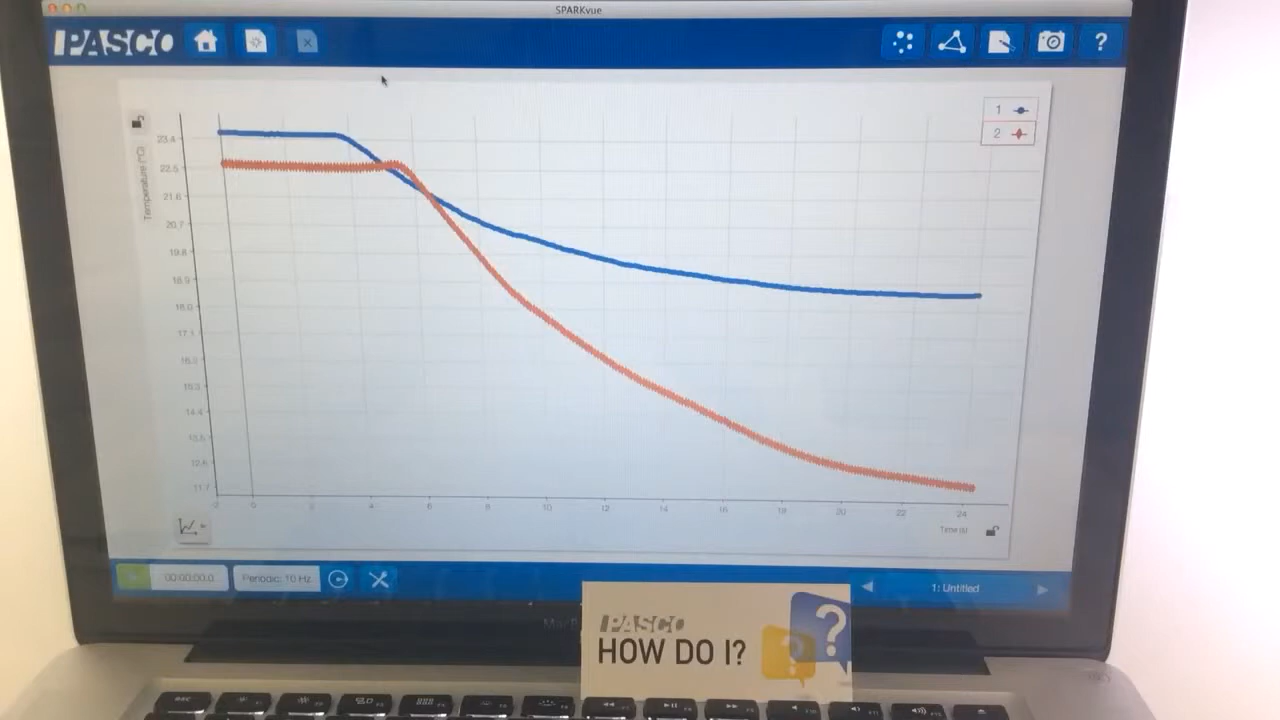 SPARKvue
PASCO
?
1
2
Temperature (°C)
23.4
22.5
21.6
20.7
19.8
18.9
18.0
17.1
16.2
15.3
14.4
13.5
12.6
11.7
-2 0 2 4 6 8 10 12 14 16 18 20 22 24
Time (s)
00:00:00.0
Periodic: 10 Hz
1: Untitled
PASCO
HOW DO I?
esc